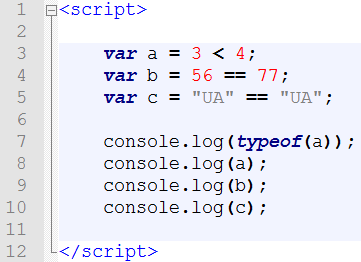 1 <script>
2
3 var a = 3 < 4;
4 var b = 56 == 77;
5 var c = "UA" == "UA";
6
7 console.log(typeof(a));
8 console.log(a);
9 console.log(b);
10 console.log(c);
11
12 </script>